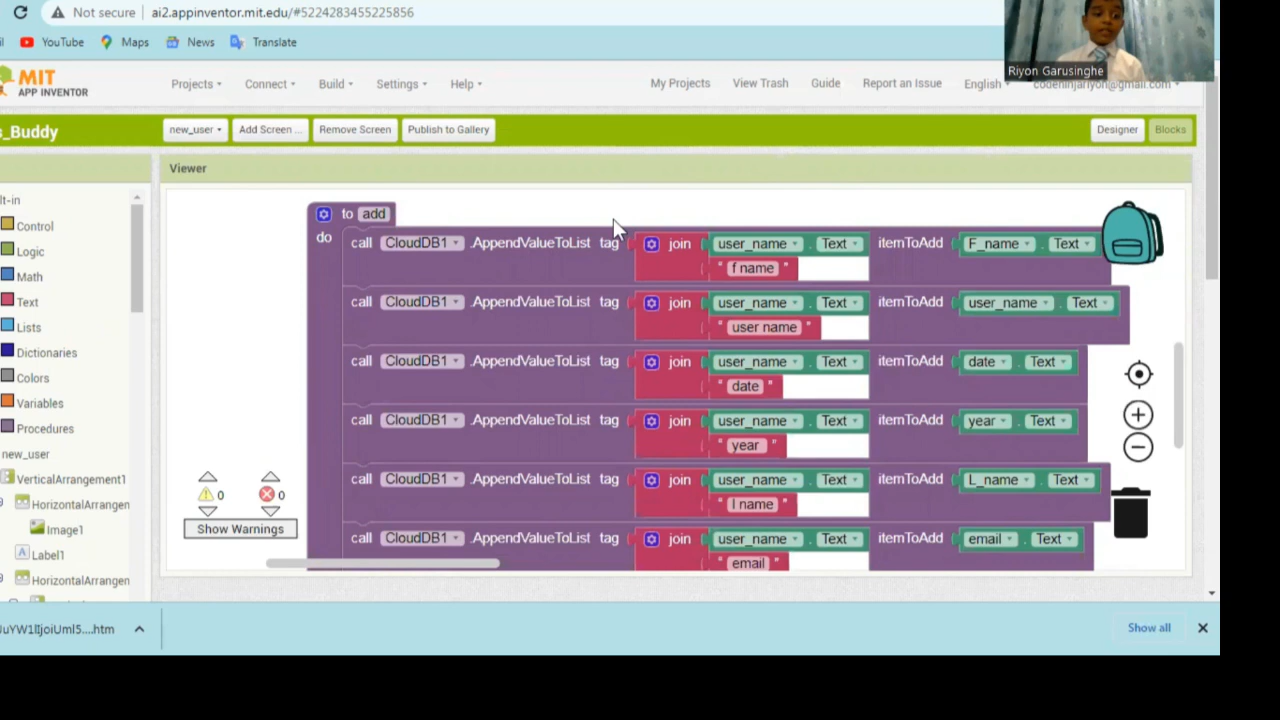 Not secure | ai2.appinventor.mit.edu/#5224283455225856
YouTube Maps News Translate
Riyon Garusinghe
MIT
APP INVENTOR
Projects Connect Build Settings Help My Projects View Trash Guide Report an Issue English codeninjariyon@gmail.com
s_Buddy
new_user Add Screen ... Remove Screen Publish to Gallery Designer Blocks
Viewer
lt-in
Control
Logic
Math
Text
Lists
Dictionaries
Colors
Variables
Procedures
new_user
VerticalArrangement1
HorizontalArrangen
Image1
Label1
HorizontalArrangen
to add
do
call CloudDB1 .AppendValueToList tag join user_name . Text itemToAdd F_name . Text
" f name "
call CloudDB1 .AppendValueToList tag join user_name . Text itemToAdd user_name . Text
" user name "
call CloudDB1 .AppendValueToList tag join user_name . Text itemToAdd date . Text
" date "
call CloudDB1 .AppendValueToList tag join user_name . Text itemToAdd year . Text
" year "
call CloudDB1 .AppendValueToList tag join user_name . Text itemToAdd L_name . Text
" l name "
call CloudDB1 .AppendValueToList tag join user_name . Text itemToAdd email . Text
" email "
0 0
Show Warnings
Show all